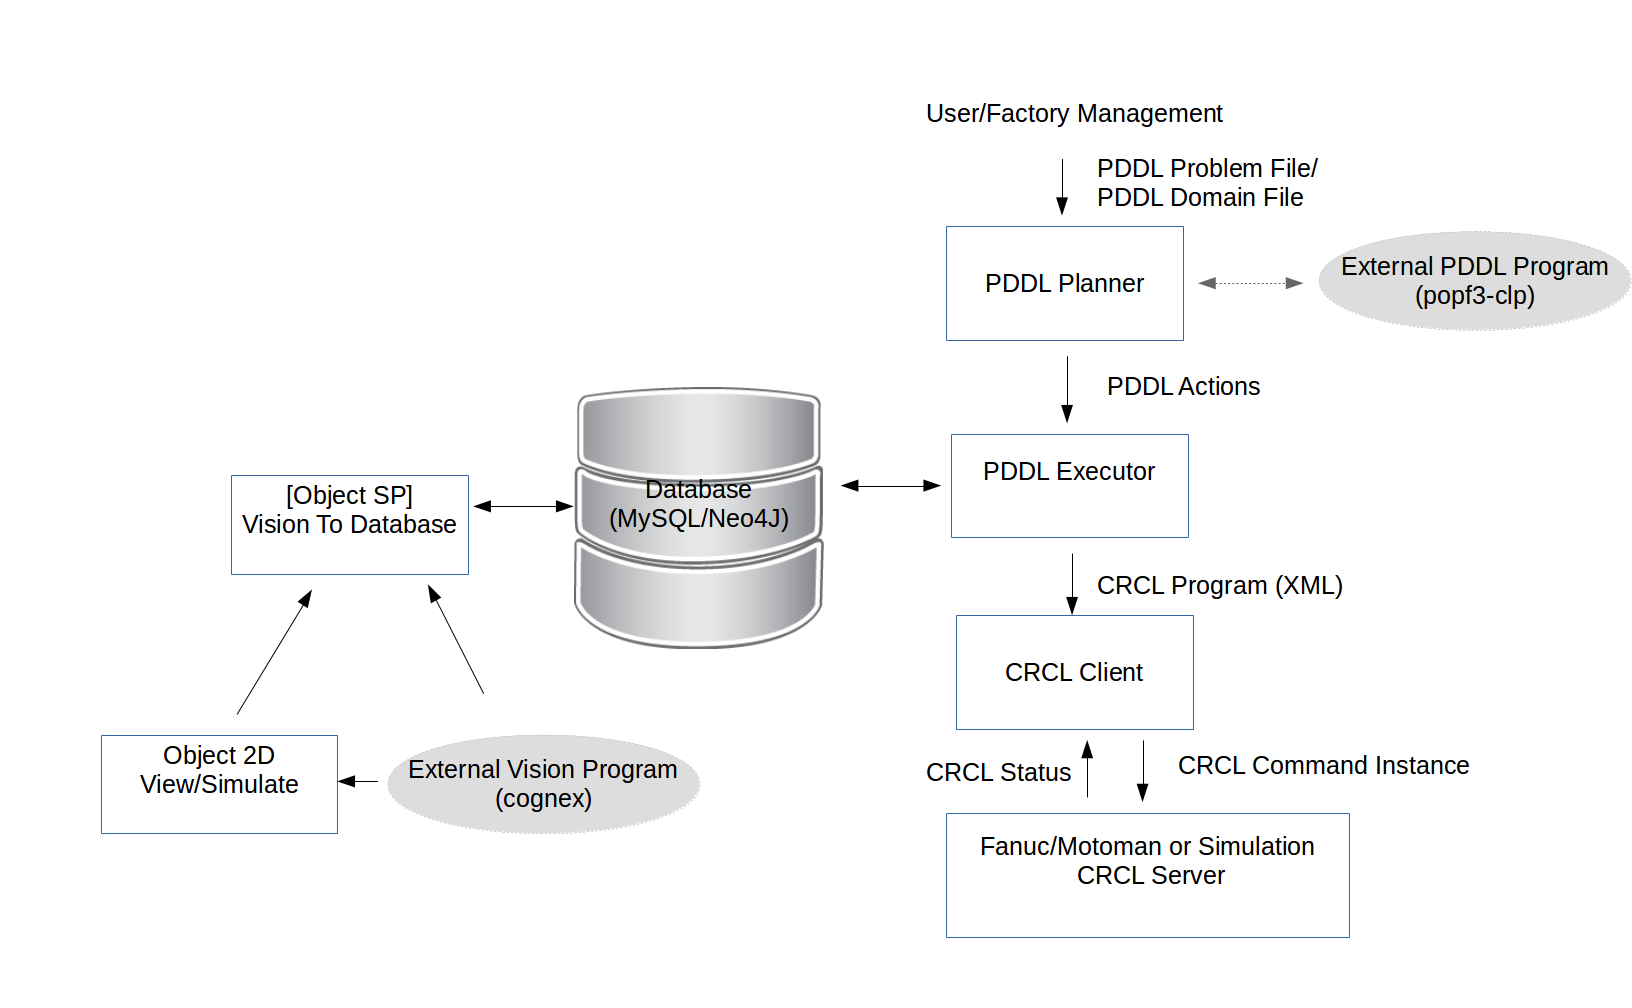 User/Factory Management
PDDL Problem File/
PDDL Domain File
PDDL Planner
External PDDL Program
(popf3-clp)
PDDL Actions
PDDL Executor
Database
(MySQL/Neo4J)
[Object SP]
Vision To Database
CRCL Program (XML)
CRCL Client
Object 2D
View/Simulate
External Vision Program
(cognex)
CRCL Status
CRCL Command Instance
Fanuc/Motoman or Simulation
CRCL Server